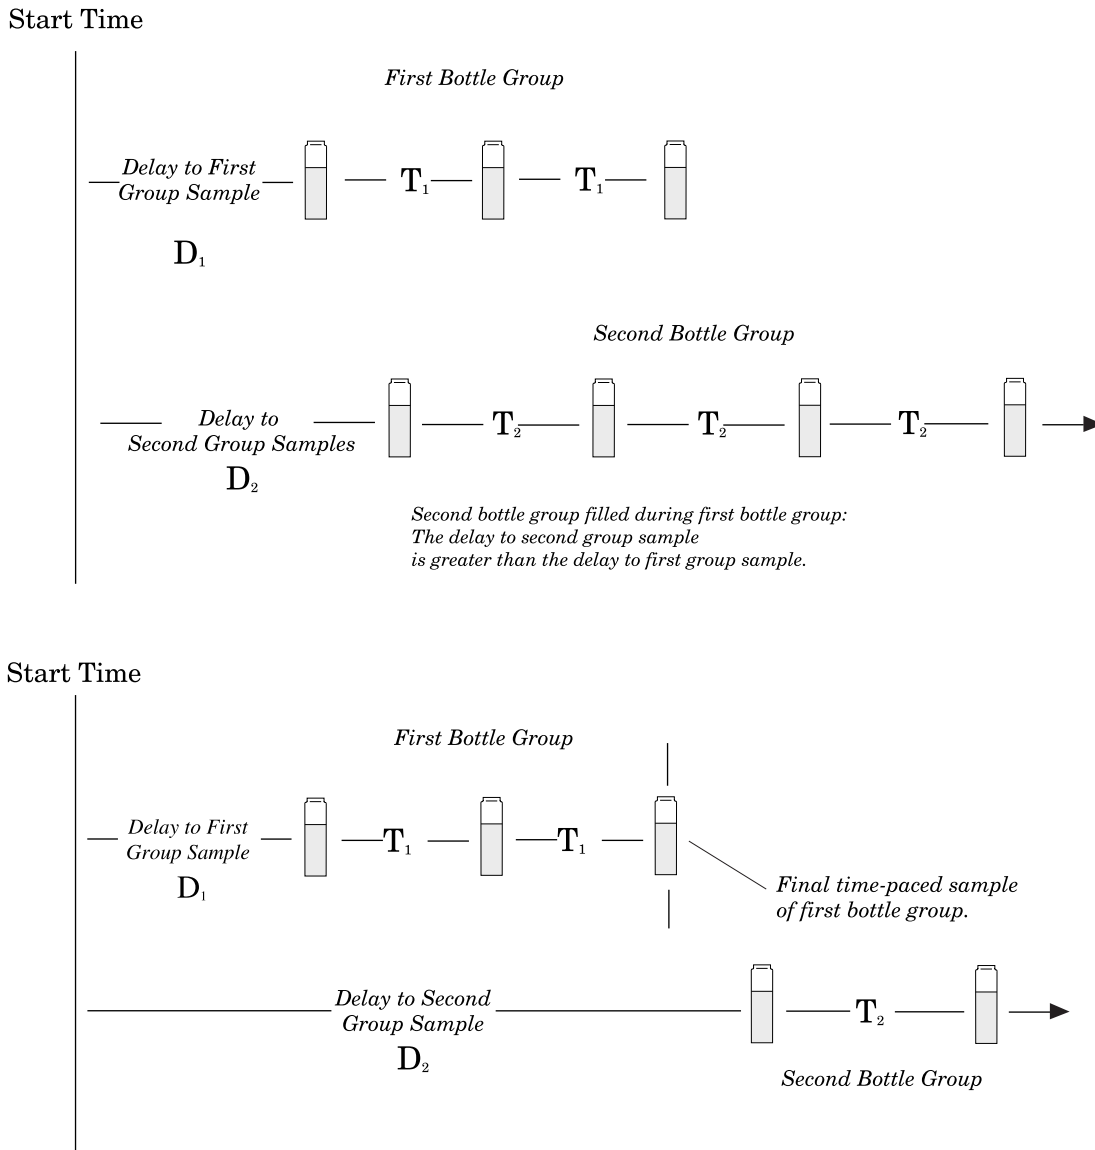 Start Time
First Bottle Group
Delay to First
Group Sample
T1
T1
D1
Second Bottle Group
Delay to
Second Group Samples
T2
T2
T2
D2
Second bottle group filled during first bottle group:
The delay to second group sample
is greater than the delay to first group sample.
Start Time
First Bottle Group
Delay to First
Group Sample
T1
T1
D1
Final time-paced sample
of first bottle group.
Delay to Second
Group Sample
T2
D2
Second Bottle Group